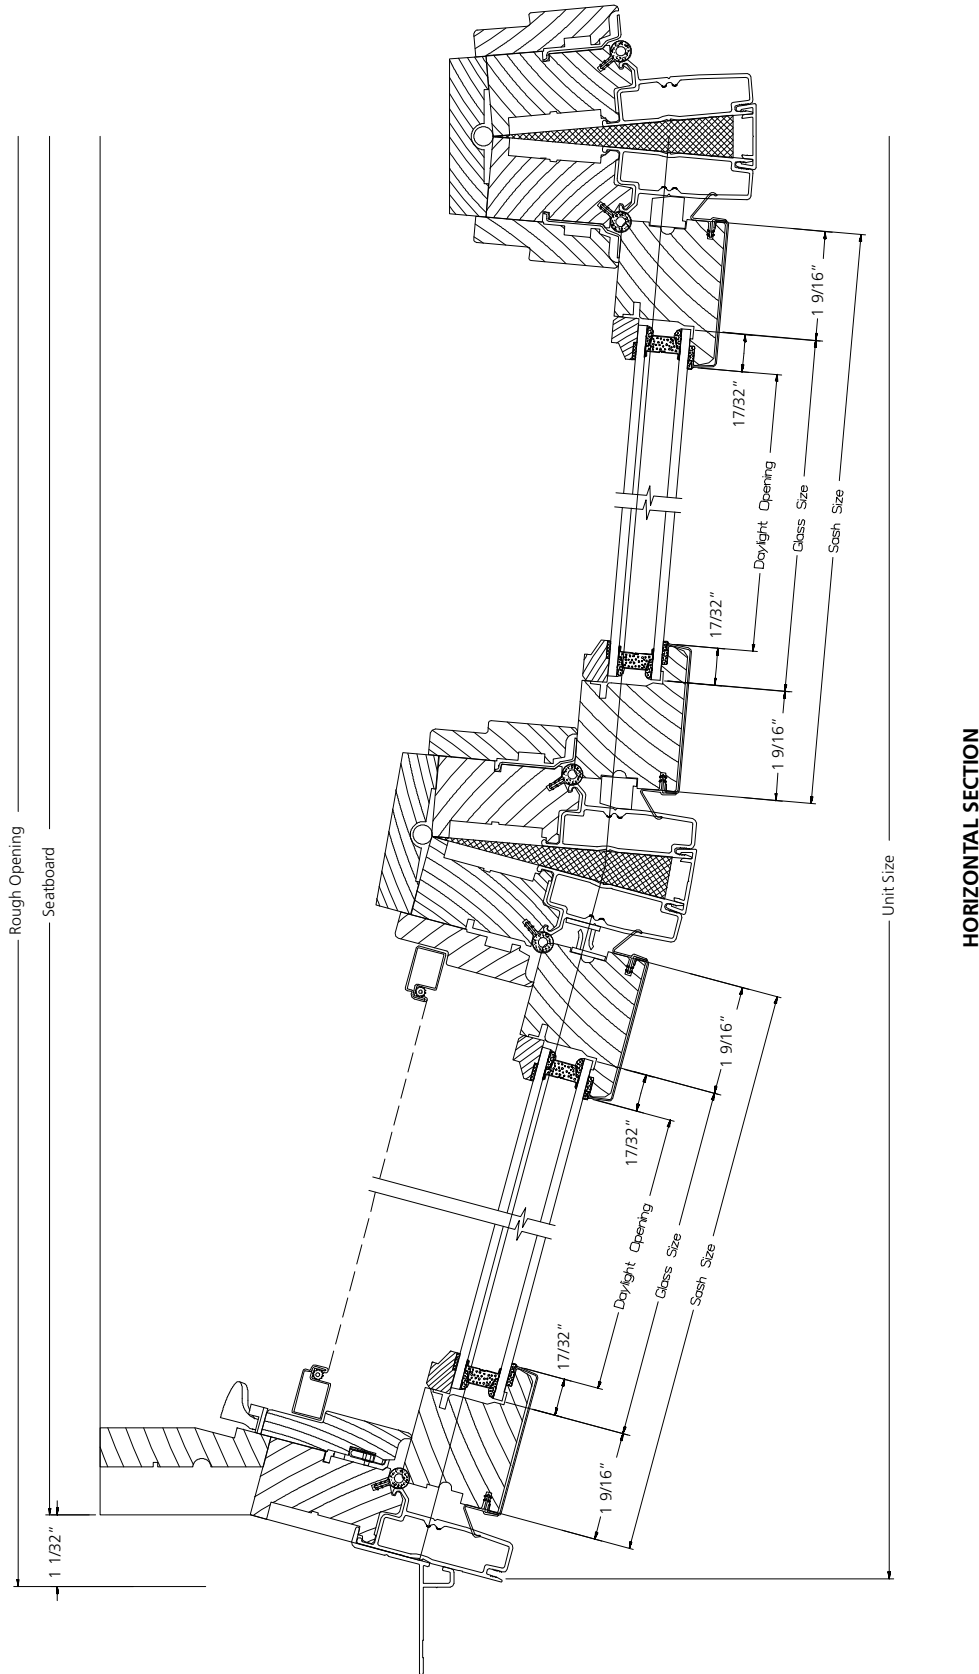 1 9/16"
17/32"
Daylight Opening
Glass Size
Sash Size
17/32"
1 9/16"
HORIZONTAL SECTION
Rough Opening
Seatboard
Unit Size
1 9/16"
17/32"
Daylight Opening
Glass Size
Sash Size
17/32"
1 9/16"
1 1/32"